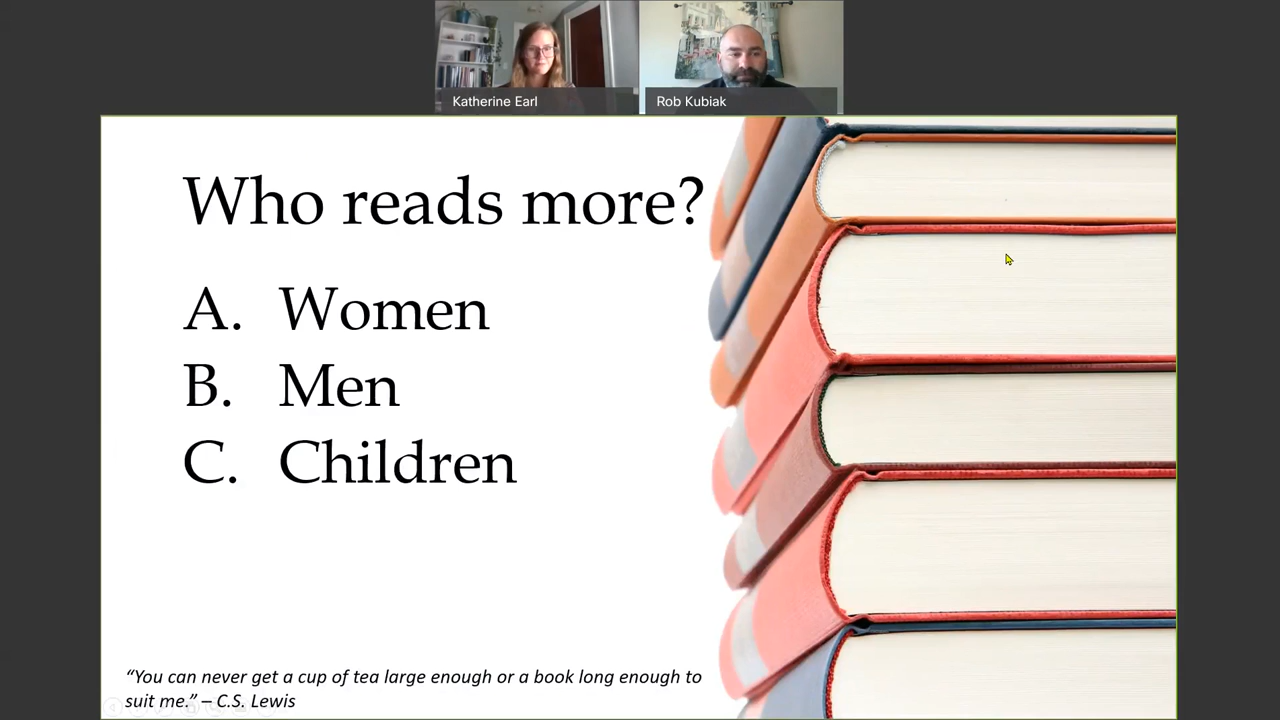 Katherine Earl
Rob Kubiak
Who reads more?
A. Women
B. Men
C. Children
“You can never get a cup of tea large enough or a book long enough to
suit me.” – C.S. Lewis